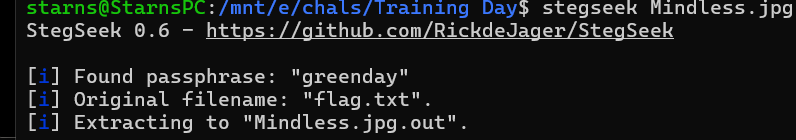 starns@StarnsPC:/mnt/e/chals/Training Day$ stegseek Mindless.jpg
StegSeek 0.6 - https://github.com/RickdeJager/StegSeek
[i] Found passphrase: "greenday"
[i] Original filename: "flag.txt".
[i] Extracting to "Mindless.jpg.out".